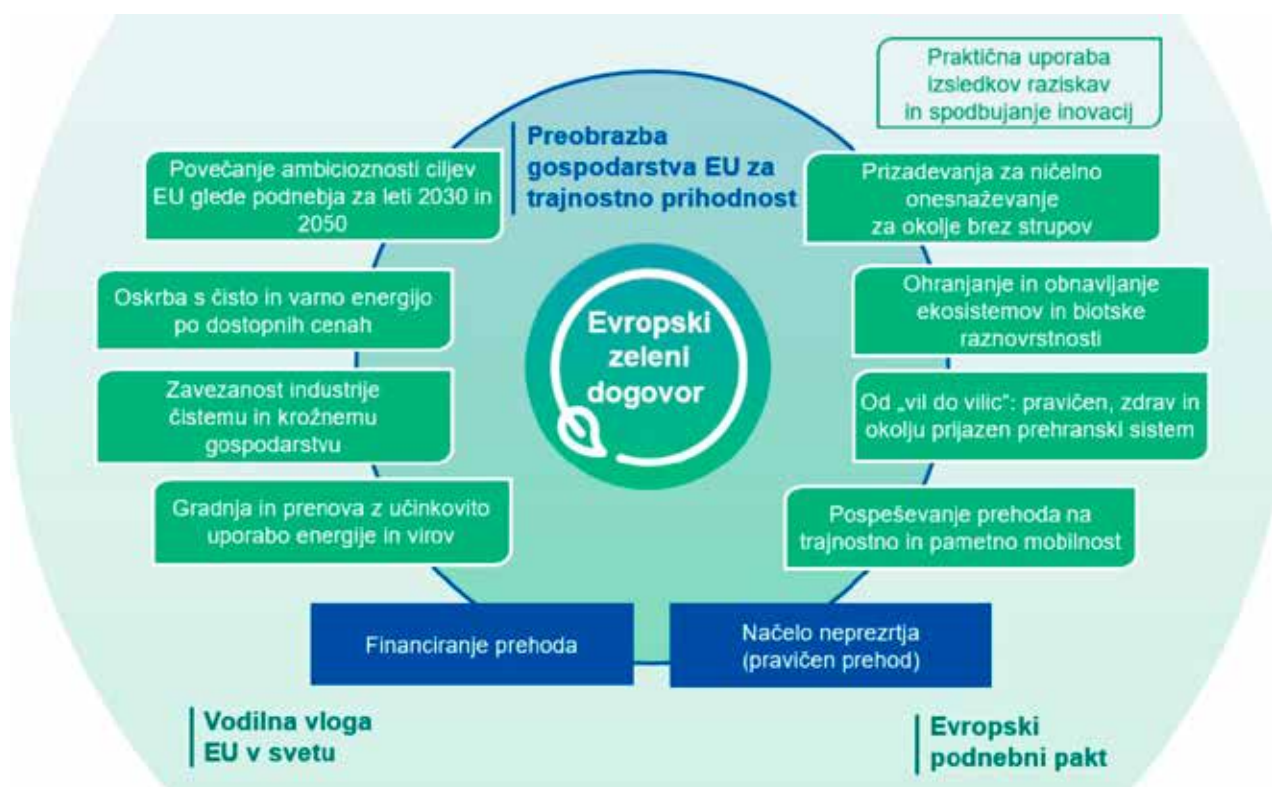 Praktična uporaba
izsledkov raziskav
in spodbujanje inovacij
Preobrazba
gospodarstva EU za
trajnostno prihodnost
Povečanje ambicioznosti ciljev
EU glede podnebja za leti 2030 in
2050
Prizadevanja za ničelno
onesnaževanje
za okolje brez strupov
Oskrba s čisto in varno energijo
po dostopnih cenah
Ohranjanje in obnavljanje
ekosistemov in biotske
raznovrstnosti
Evropski
zeleni
dogovor
Zavezanost industrije
čistemu in krožnemu
gospodarstvu
Od „vil do vilic“: pravičen, zdrav in
okolju prijazen prehranski sistem
Gradnja in prenova z učinkovito
uporabo energije in virov
Pospeševanje prehoda na
trajnostno in pametno mobilnost
Financiranje prehoda
Načelo neprezrtja
(pravičen prehod)
Vodilna vloga
EU v svetu
Evropski
podnebni pakt